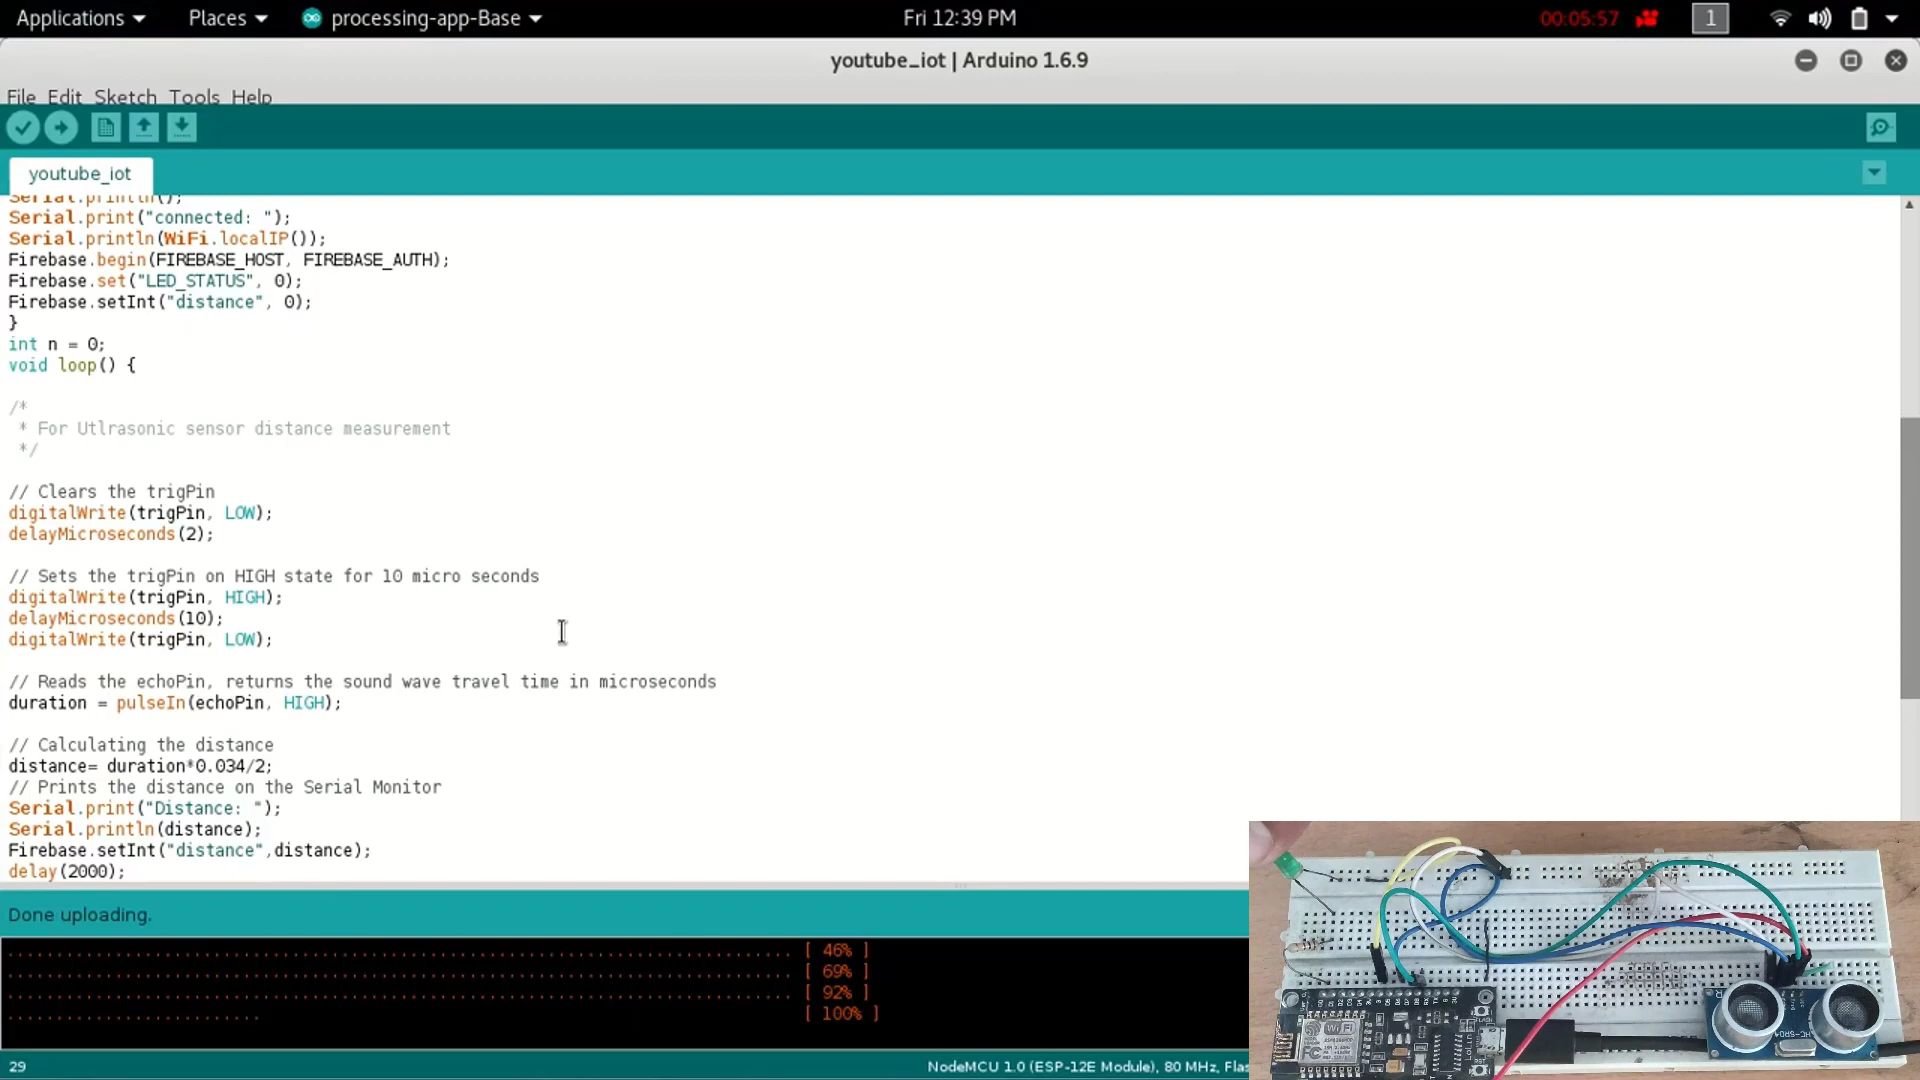 Applications Places processing-app-Base Fri 12:39 PM 00:05:57 1
youtube_iot | Arduino 1.6.9
File Edit Sketch Tools Help
youtube_iot
Serial.println();
Serial.print("connected: ");
Serial.println(WiFi.localIP());
Firebase.begin(FIREBASE_HOST, FIREBASE_AUTH);
Firebase.set("LED_STATUS", 0);
Firebase.setInt("distance", 0);
}
int n = 0;
void loop() {
/*
* For Utlrasonic sensor distance measurement
*/
// Clears the trigPin
digitalWrite(trigPin, LOW);
delayMicroseconds(2);
// Sets the trigPin on HIGH state for 10 micro seconds
digitalWrite(trigPin, HIGH);
delayMicroseconds(10);
digitalWrite(trigPin, LOW);
// Reads the echoPin, returns the sound wave travel time in microseconds
duration = pulseIn(echoPin, HIGH);
// Calculating the distance
distance= duration*0.034/2;
// Prints the distance on the Serial Monitor
Serial.print("Distance: ");
Serial.println(distance);
Firebase.setInt("distance",distance);
delay(2000);
Done uploading.
................................................................................ [ 46% ]
................................................................................ [ 69% ]
................................................................................ [ 92% ]
.......................... [ 100% ]
29 NodeMCU 1.0 (ESP-12E Module), 80 MHz, Flas
WiFi
FC